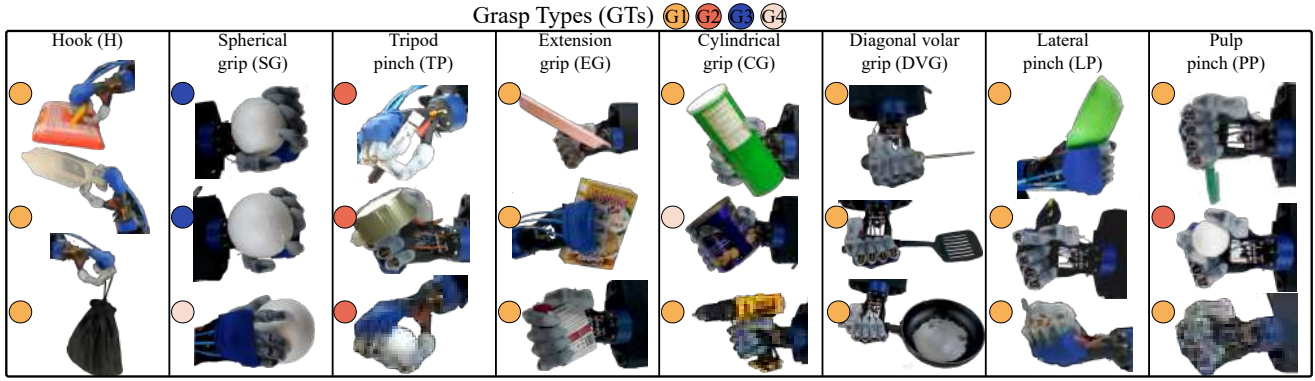 Grasp Types (GTs) G1 G2 G3 G4
Hook (H)
Spherical
grip (SG)
Tripod
pinch (TP)
Extension
grip (EG)
Cylindrical
grip (CG)
Diagonal volar
grip (DVG)
Lateral
pinch (LP)
Pulp
pinch (PP)